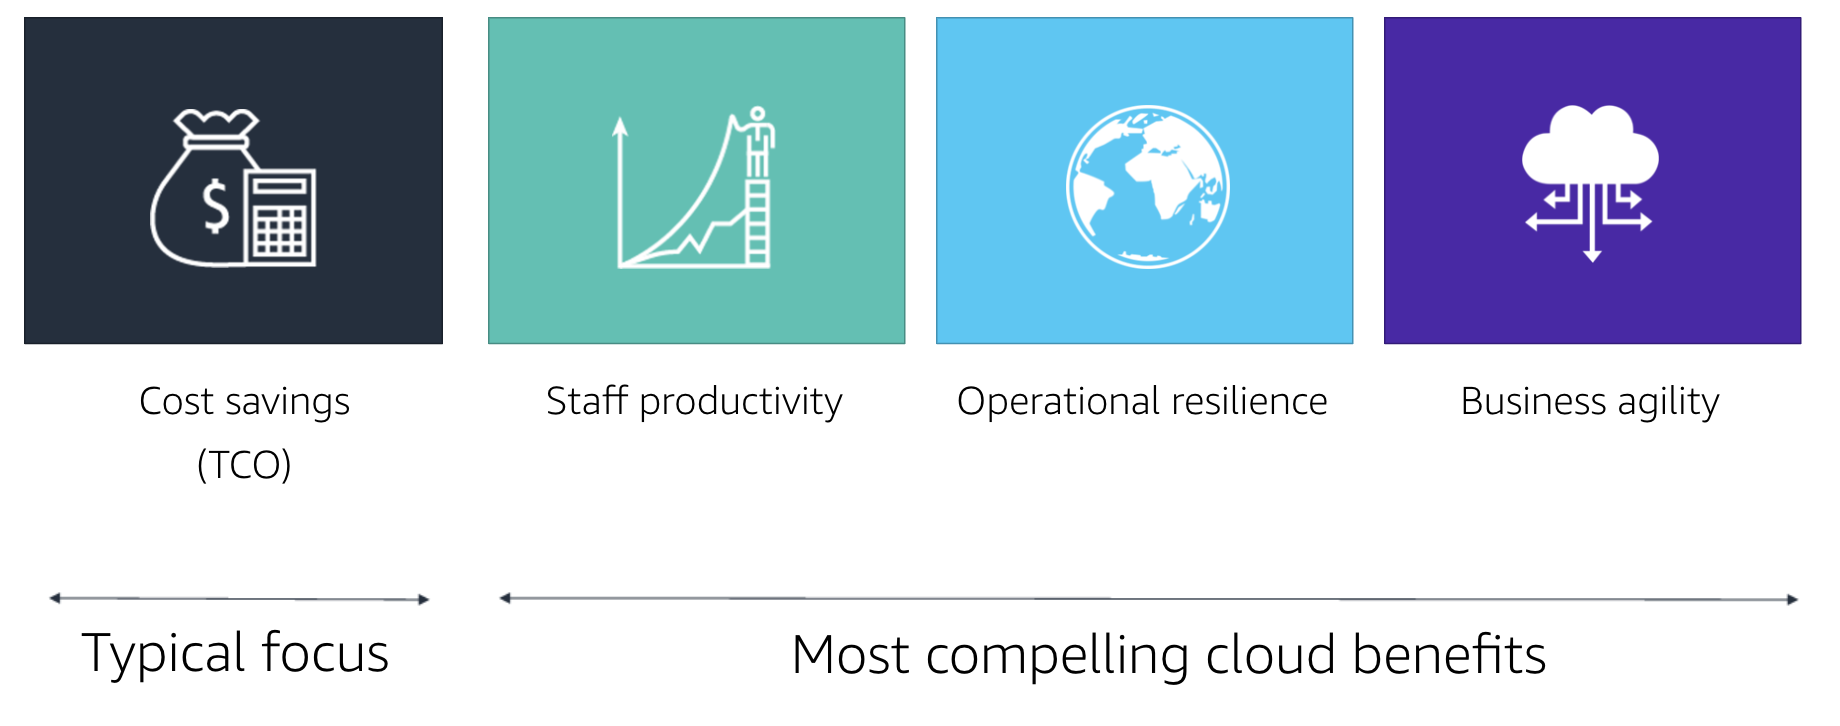 $
Cost savings
(TCO)
Staff productivity
Operational resilience
Business agility
Typical focus
Most compelling cloud benefits